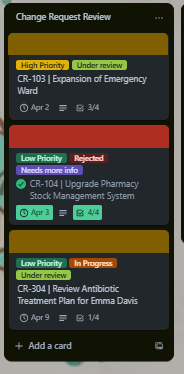 Change Request Review
High Priority Under review
CR-103 | Expansion of Emergency
Ward
Apr 2 3/4
Low Priority Rejected
Needs more info
CR-104 | Upgrade Pharmacy
Stock Management System
Apr 3 4/4
Low Priority In Progress
Under review
CR-304 | Review Antibiotic
Treatment Plan for Emma Davis
Apr 9 1/4
+ Add a card